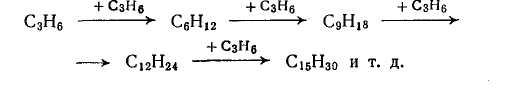 C₃H₆ + C₃H₆ ⟶ C₆H₁₂ + C₃H₆ ⟶ C₉H₁₈ + C₃H₆ ⟶
⟶ C₁₂H₂₄ + C₃H₆ ⟶ C₁₅H₃₀ и т. д.